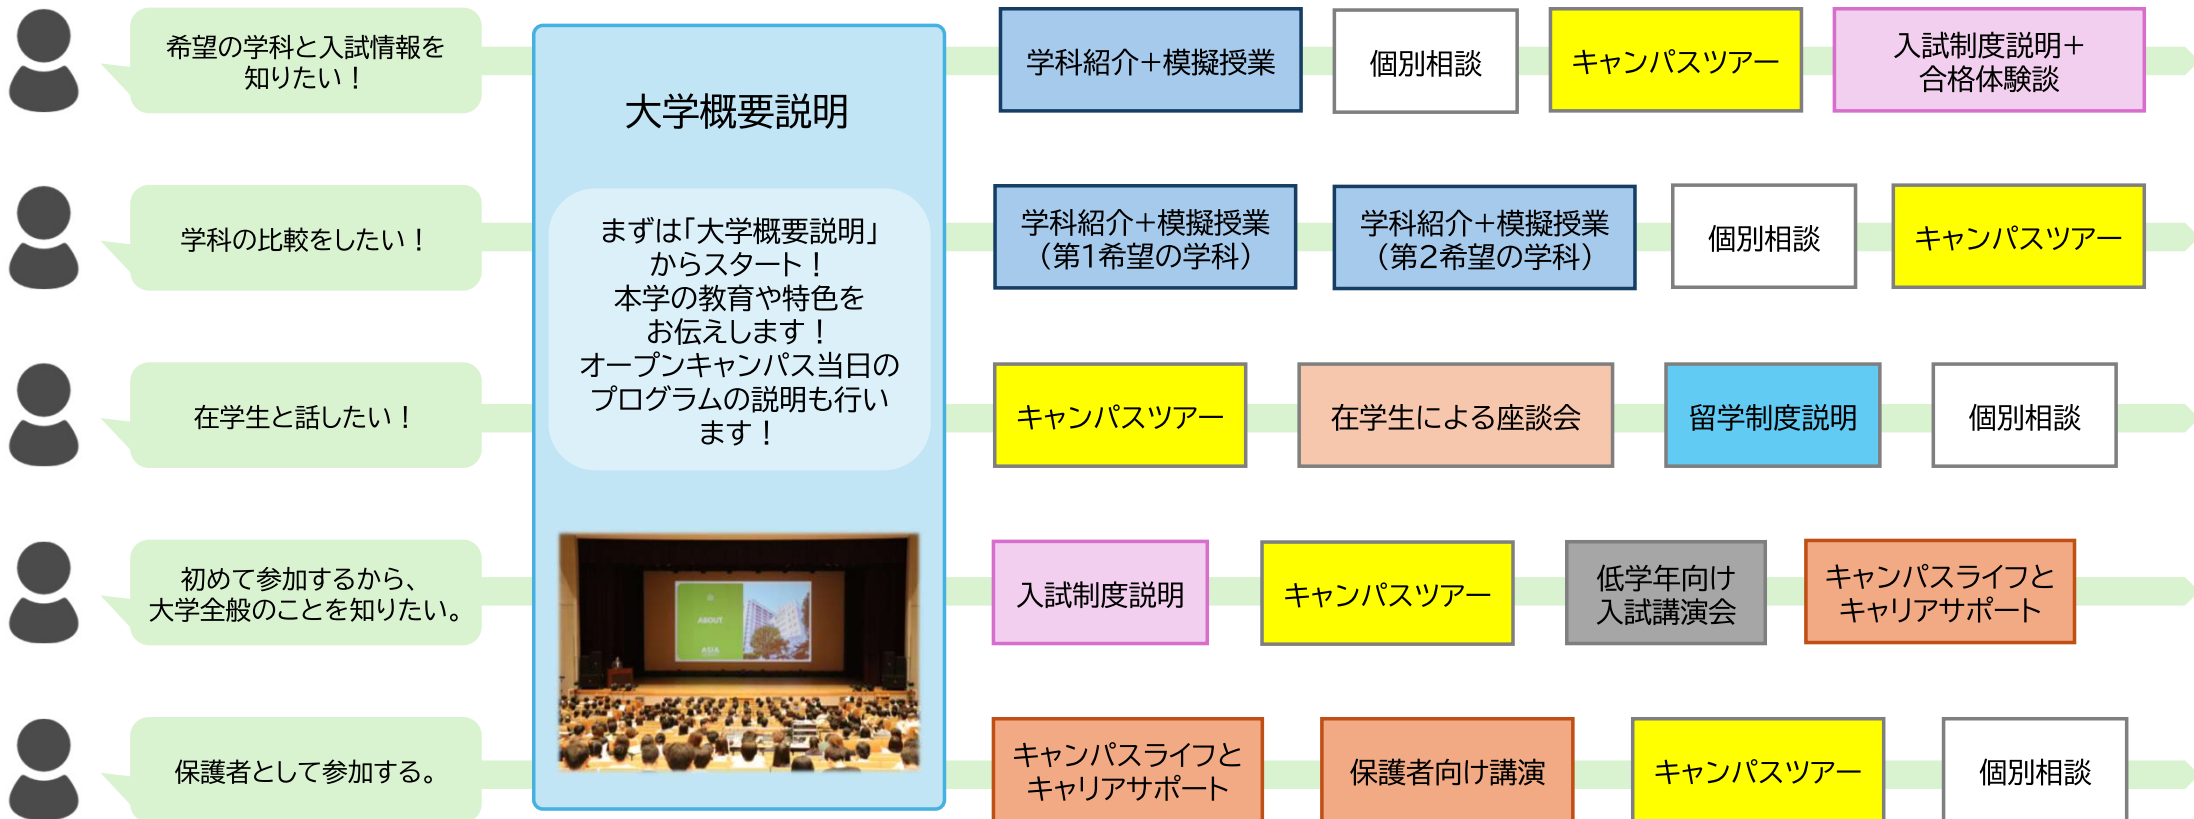 希望の学科と入試情報を
知りたい！
大学概要説明
まずは「大学概要説明」
からスタート！
本学の教育や特色を
お伝えします！
オープンキャンパス当日の
プログラムの説明も行い
ます！
ABOUT
ASIA
学科紹介＋模擬授業
個別相談
キャンパスツアー
入試制度説明＋
合格体験談
学科の比較をしたい！
学科紹介＋模擬授業
（第1希望の学科）
学科紹介＋模擬授業
（第2希望の学科）
個別相談
キャンパスツアー
在学生と話したい！
キャンパスツアー
在学生による座談会
留学制度説明
個別相談
初めて参加するから、
大学全般のことを知りたい。
入試制度説明
キャンパスツアー
低学年向け
入試講演会
キャンパスライフと
キャリアサポート
保護者として参加する。
キャンパスライフと
キャリアサポート
保護者向け講演
キャンパスツアー
個別相談